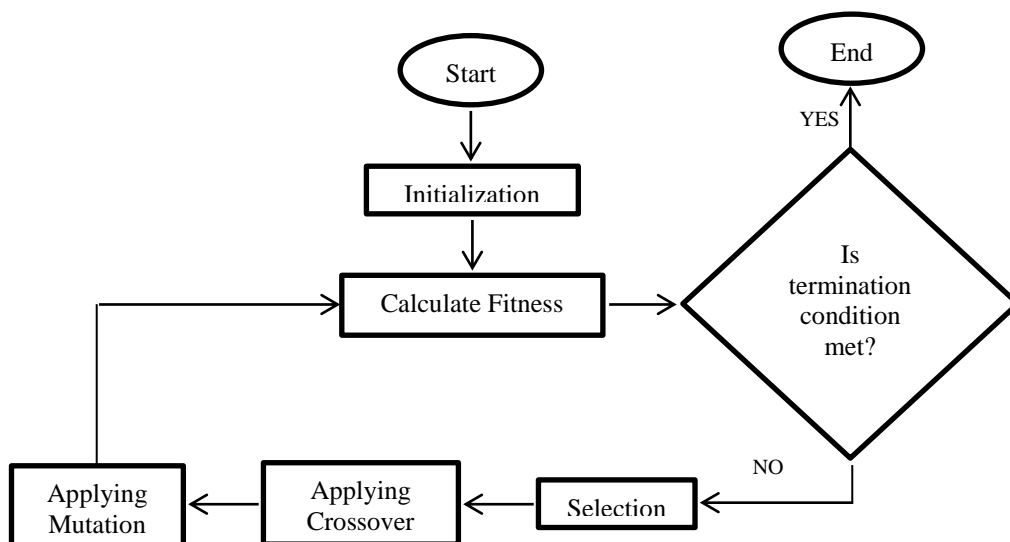 Start
Initialization
Calculate Fitness
Is
termination
condition
met?
YES
End
NO
Selection
Applying
Crossover
Applying
Mutation